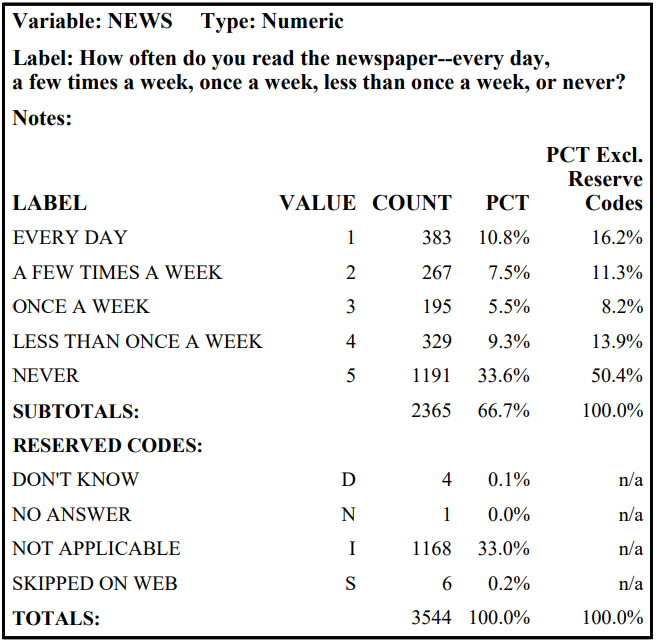 Variable: NEWS Type: Numeric
Label: How often do you read the newspaper--every day,
a few times a week, once a week, less than once a week, or never?
Notes:
PCT Excl.
Reserve
LABEL VALUE COUNT PCT Codes
EVERY DAY 1 383 10.8% 16.2%
A FEW TIMES A WEEK 2 267 7.5% 11.3%
ONCE A WEEK 3 195 5.5% 8.2%
LESS THAN ONCE A WEEK 4 329 9.3% 13.9%
NEVER 5 1191 33.6% 50.4%
SUBTOTALS: 2365 66.7% 100.0%
RESERVED CODES:
DON'T KNOW D 4 0.1% n/a
NO ANSWER N 1 0.0% n/a
NOT APPLICABLE I 1168 33.0% n/a
SKIPPED ON WEB S 6 0.2% n/a
TOTALS: 3544 100.0% 100.0%